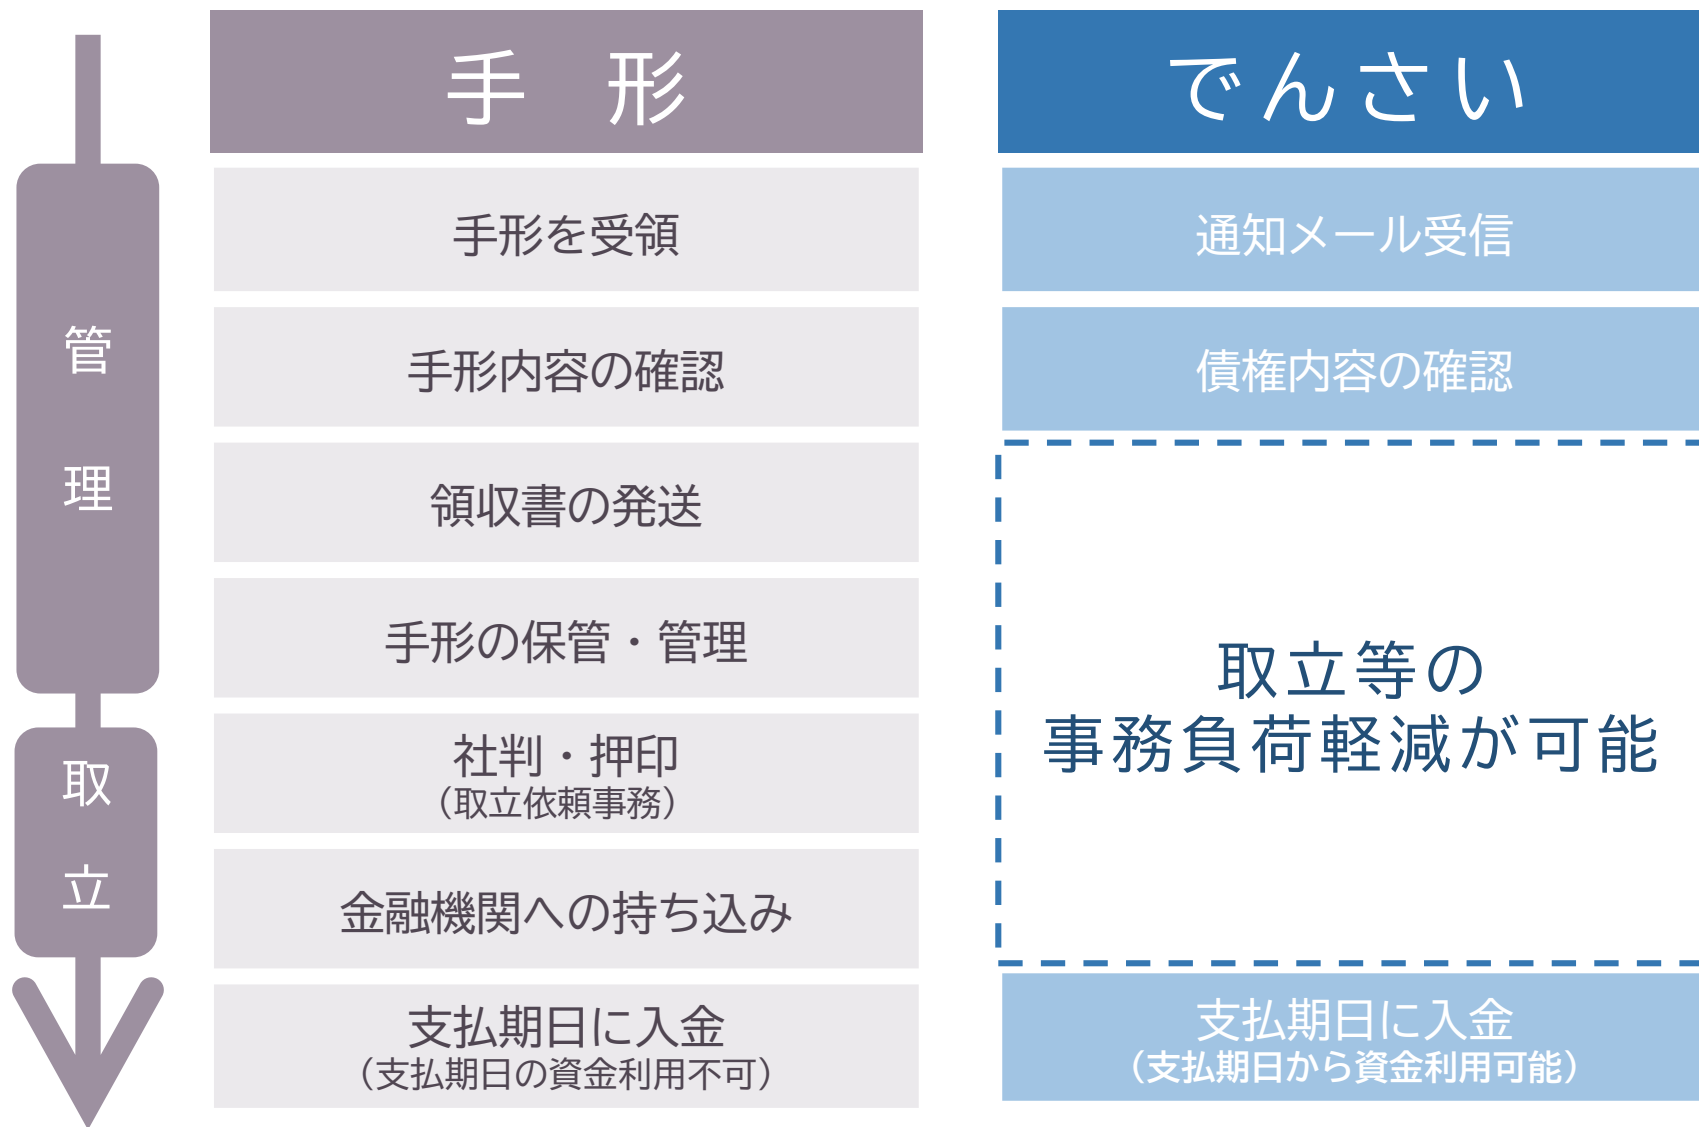 手 形
でんさい
管理
取立
手形を受領
通知メール受信
手形内容の確認
債権内容の確認
領収書の発送
手形の保管・管理
社判・押印
（取立依頼事務）
金融機関への持ち込み
取立等の
事務負荷軽減が可能
支払期日に入金
（支払期日の資金利用不可）
支払期日に入金
（支払期日から資金利用可能）